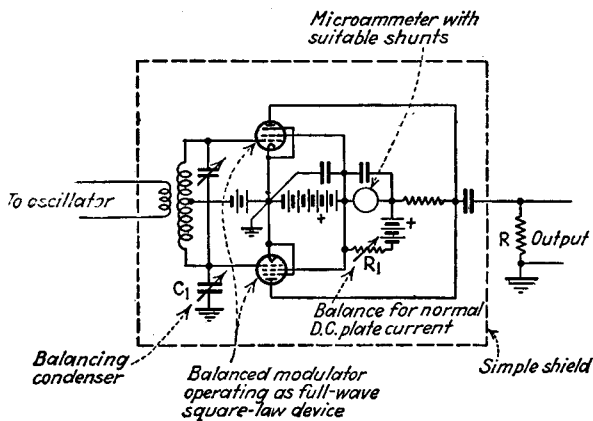 Microammeter with
suitable shunts
To oscillator
+
+
R Output
C1
R1
Balance for normal
D.C. plate current
Balancing
condenser
Balanced modulator
operating as full-wave
square-law device
Simple shield